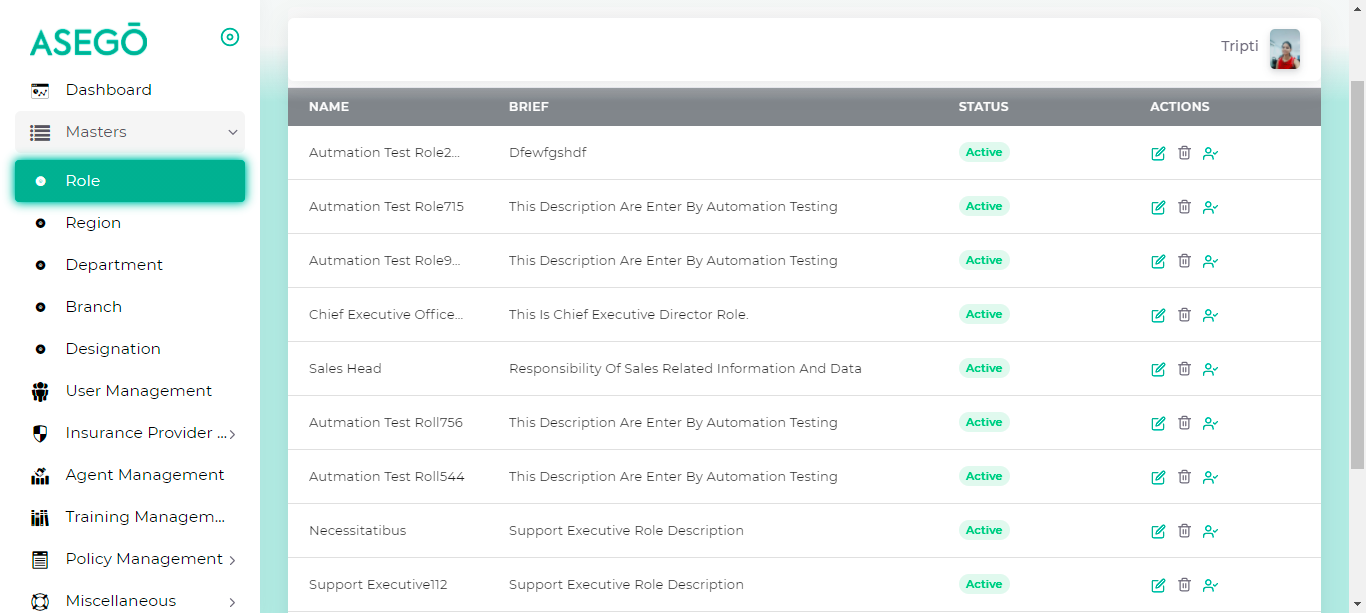 ASEGŌ
Dashboard
Masters
Role
Region
Department
Branch
Designation
User Management
Insurance Provider ...
Agent Management
Training Managem...
Policy Management
Miscellaneous
Tripti
NAME BRIEF STATUS ACTIONS
Autmation Test Role2... Dfewfgshdf Active
Autmation Test Role715 This Description Are Enter By Automation Testing Active
Autmation Test Role9... This Description Are Enter By Automation Testing Active
Chief Executive Office... This Is Chief Executive Director Role. Active
Sales Head Responsibility Of Sales Related Information And Data Active
Autmation Test Roll756 This Description Are Enter By Automation Testing Active
Autmation Test Roll544 This Description Are Enter By Automation Testing Active
Necessitatibus Support Executive Role Description Active
Support Executive112 Support Executive Role Description Active